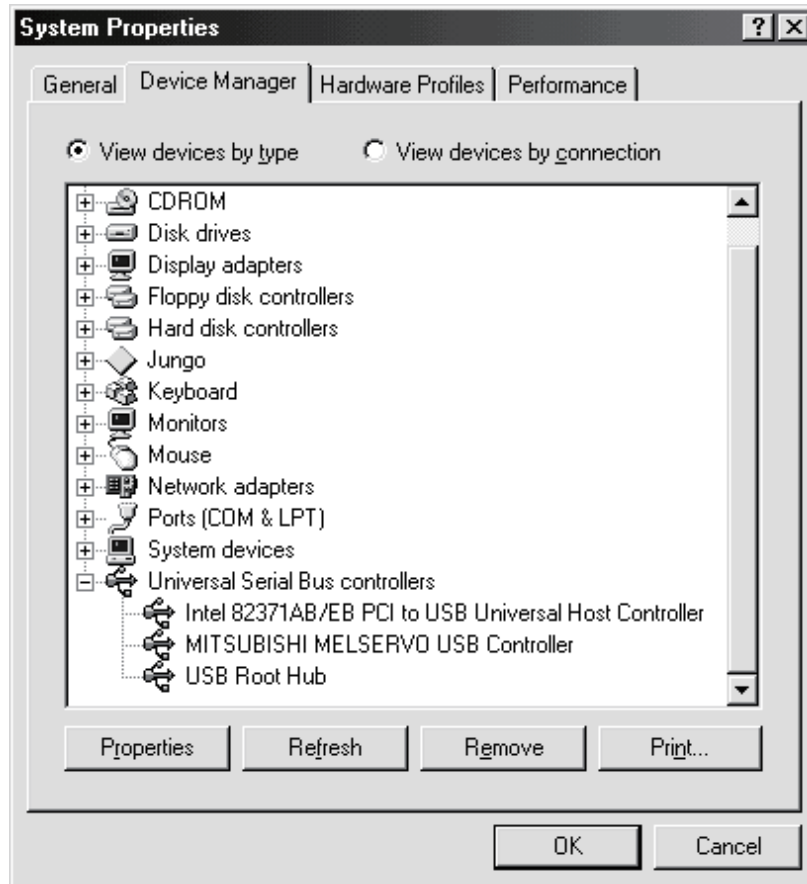 System Properties
General Device Manager Hardware Profiles Performance
View devices by type View devices by connection
CDROM
Disk drives
Display adapters
Floppy disk controllers
Hard disk controllers
Jungo
Keyboard
Monitors
Mouse
Network adapters
Ports (COM & LPT)
System devices
Universal Serial Bus controllers
Intel 82371AB/EB PCI to USB Universal Host Controller
MITSUBISHI MELSERVO USB Controller
USB Root Hub
Properties Refresh Remove Print...
OK Cancel